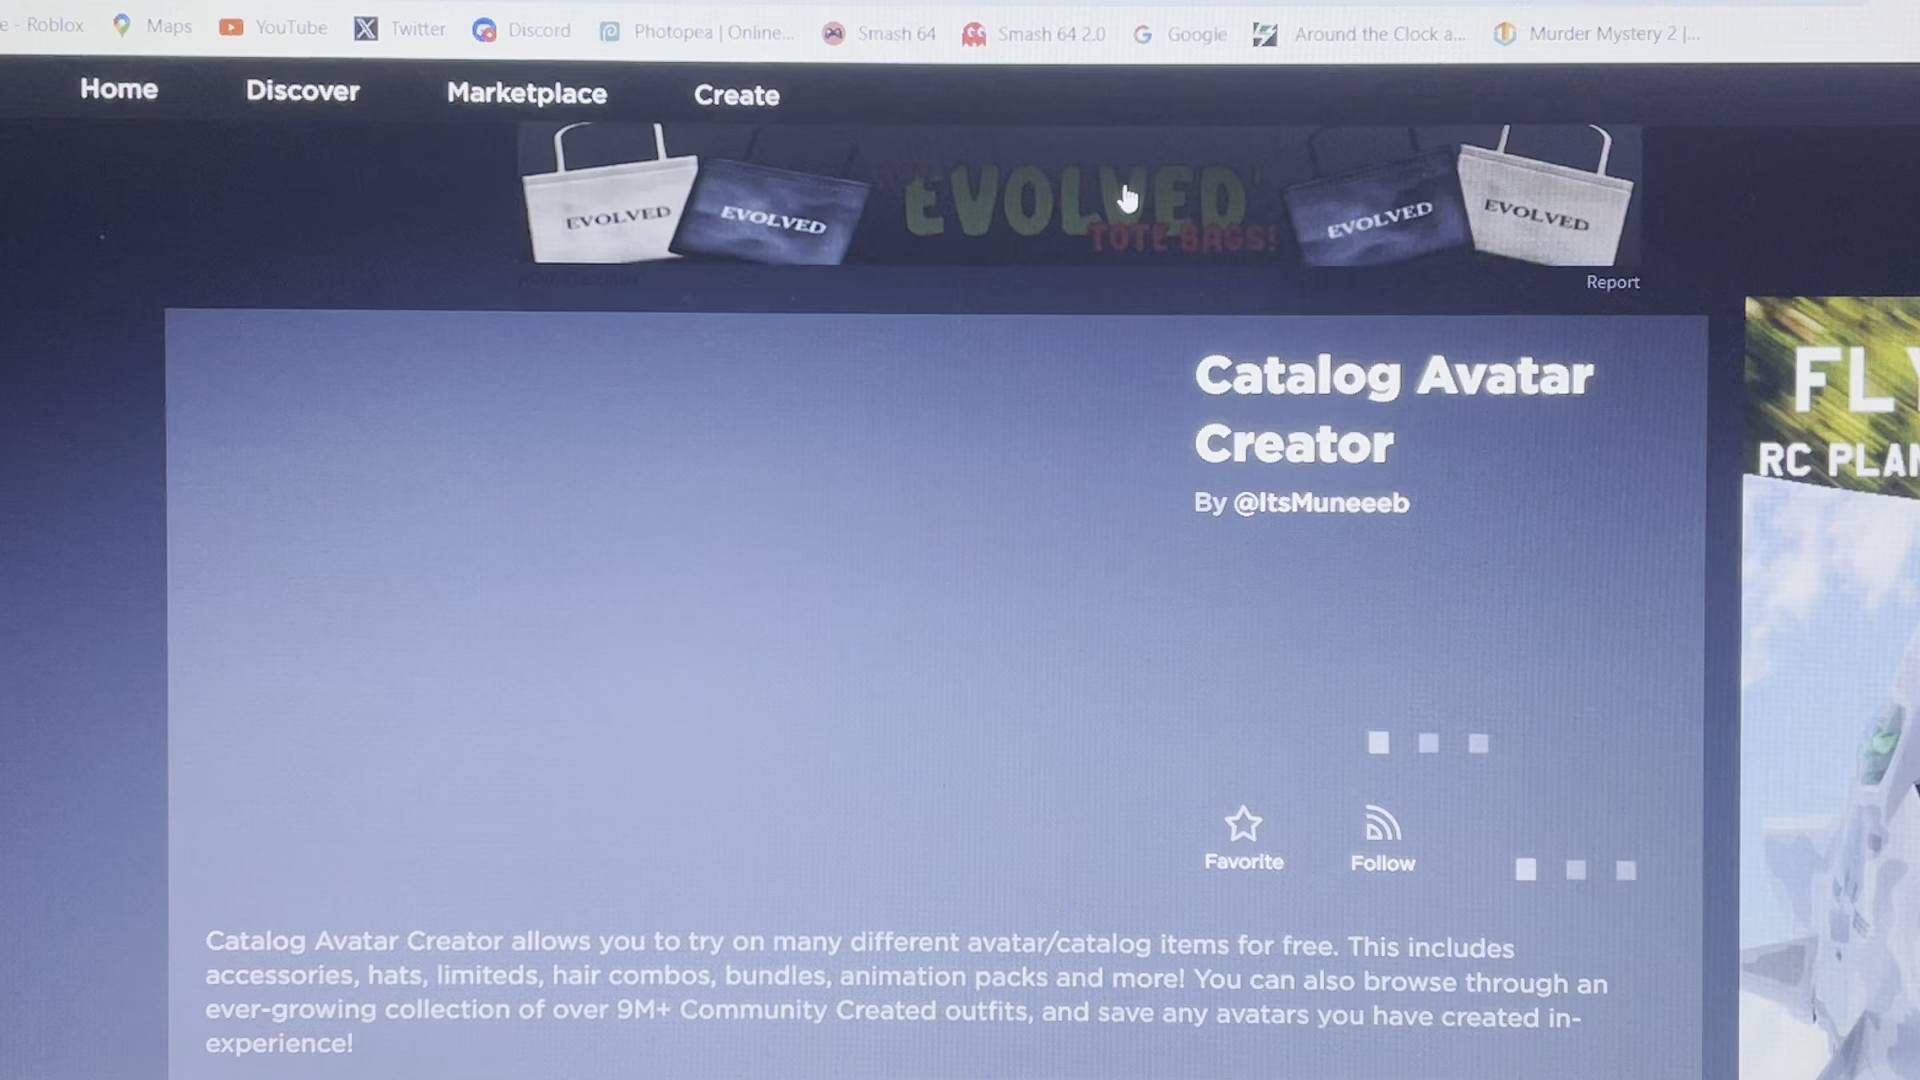 e - Roblox Maps YouTube Twitter Discord Photopea | Online... Smash 64 Smash 64 2.0 Google Around the Clock a... Murder Mystery 2 |...
Home Discover Marketplace Create
EVOLVED EVOLVED EVOLVED EVOLVED EVOLVED
TOTE BAGS!
Report
Catalog Avatar
Creator
By @ItsMuneeeb
FLY
RC PLAN
Favorite Follow
Catalog Avatar Creator allows you to try on many different avatar/catalog items for free. This includes
accessories, hats, limiteds, hair combos, bundles, animation packs and more! You can also browse through an
ever-growing collection of over 9M+ Community Created outfits, and save any avatars you have created in-
experience!